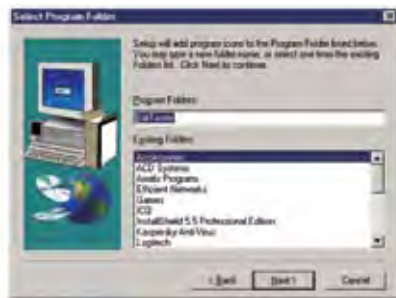 Select Program Folder
Setup will add program icons to the Program Folder listed below.
You may type a new folder name, or select one from the existing
Folders list. Click Next to continue.
Program Folders:
Existing Folders:
Accessories
ACD Systems
Awatic Programs
Efficient Networks
Games
ICQ
InstallShield 5.5 Professional Edition
Kaspersky Anti-Virus
Logitech
< Back
Next >
Cancel